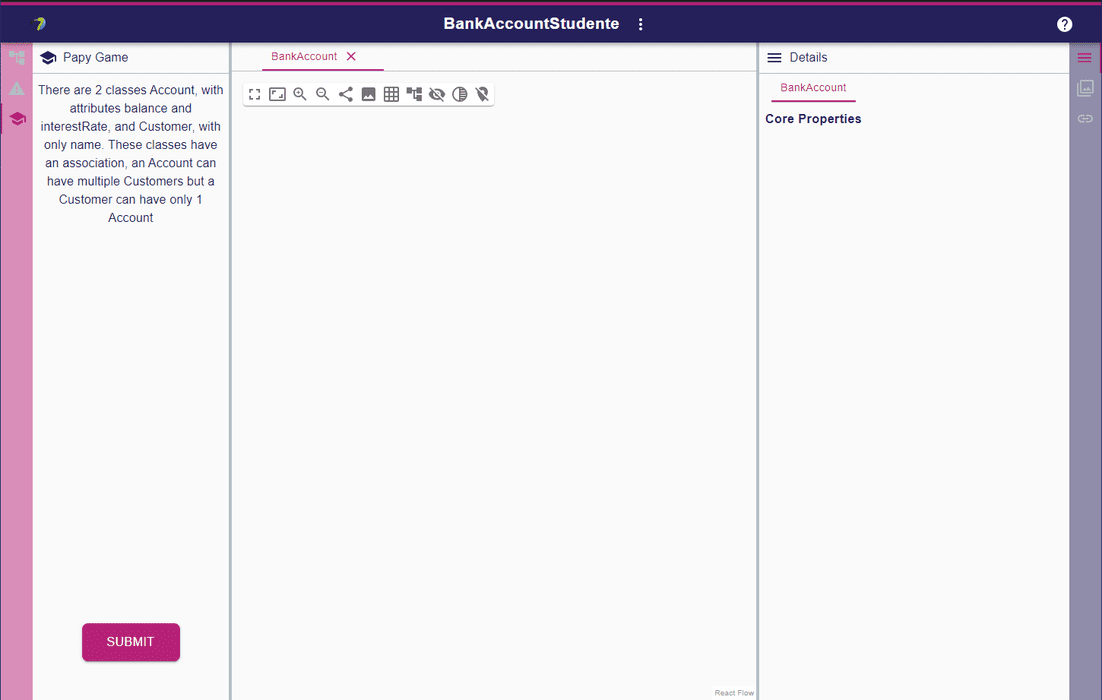 BankAccountStudente
Papy Game
There are 2 classes Account, with
attributes balance and
interestRate, and Customer, with
only name. These classes have
an association, an Account can
have multiple Customers but a
Customer can have only 1
Account
SUBMIT
BankAccount
React Flow
Details
BankAccount
Core Properties